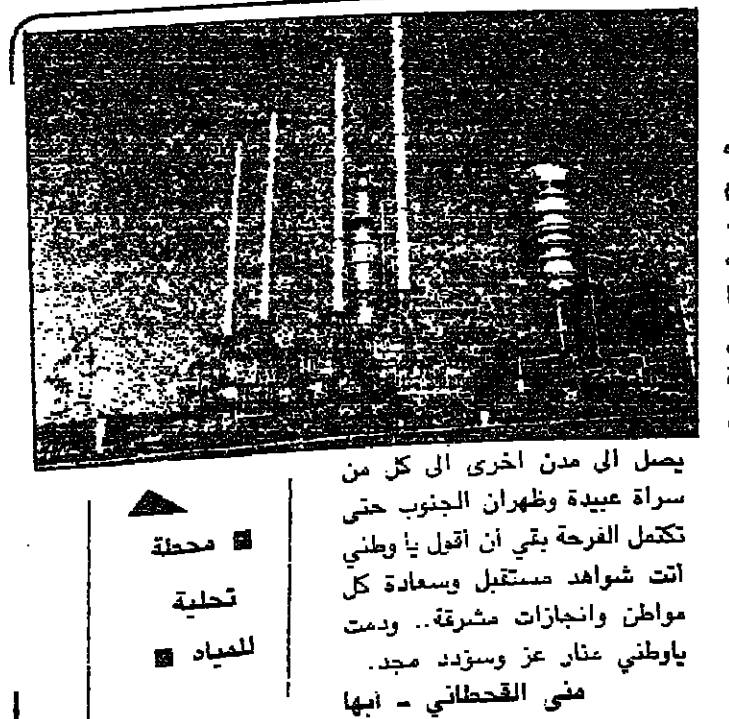 يصل الى مدن اخرى الى كل من
سراة عبيدة وظهران الجنوب حتى
تكتمل الفرحة بقي أن أقول يا وطني
أنت شواهد مستقبل وسعادة كل
مواطن وانجازات مشرقة.. ودمت
ياوطني منار عز وسؤدد مجد.
منى القحطاني - أبها
محطة
تحلية
للمياه